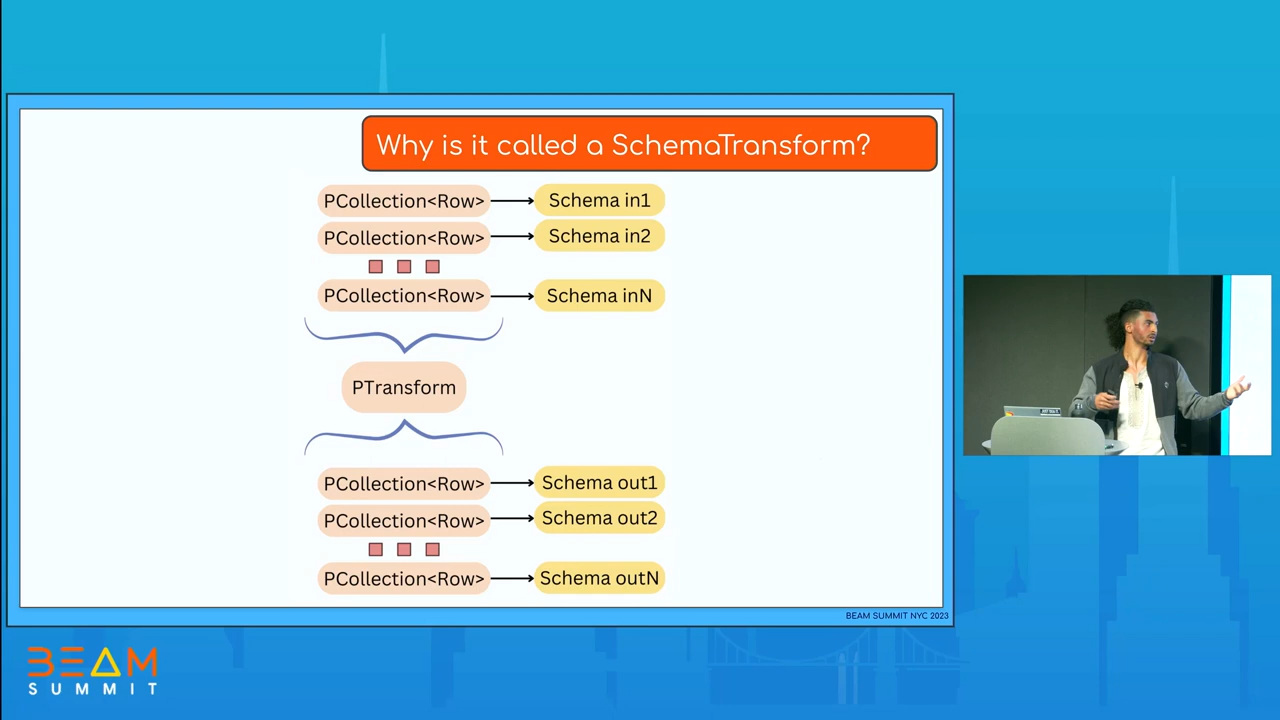 Why is it called a SchemaTransform?
PCollection<Row> Schema in1
PCollection<Row> Schema in2
PCollection<Row> Schema inN
PTransform
PCollection<Row> Schema out1
PCollection<Row> Schema out2
PCollection<Row> Schema outN
BEAM SUMMIT NYC 2023
BEAM
SUMMIT